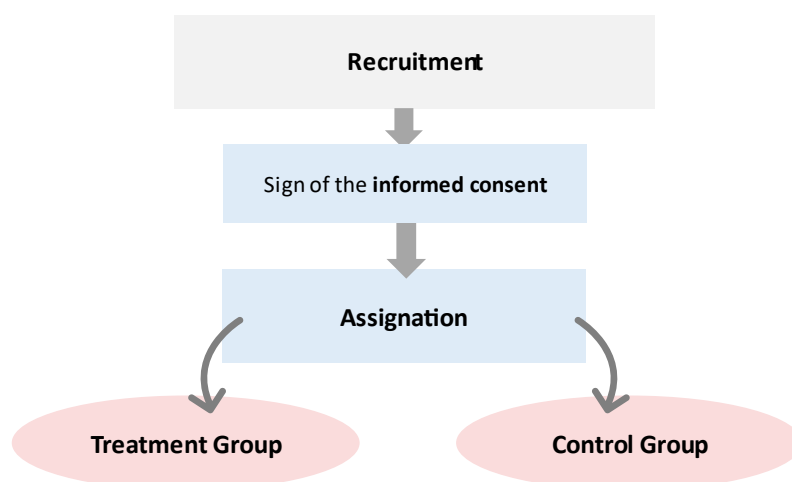 Recruitment
Sign of the informed consent
Assignation
Treatment Group
Control Group